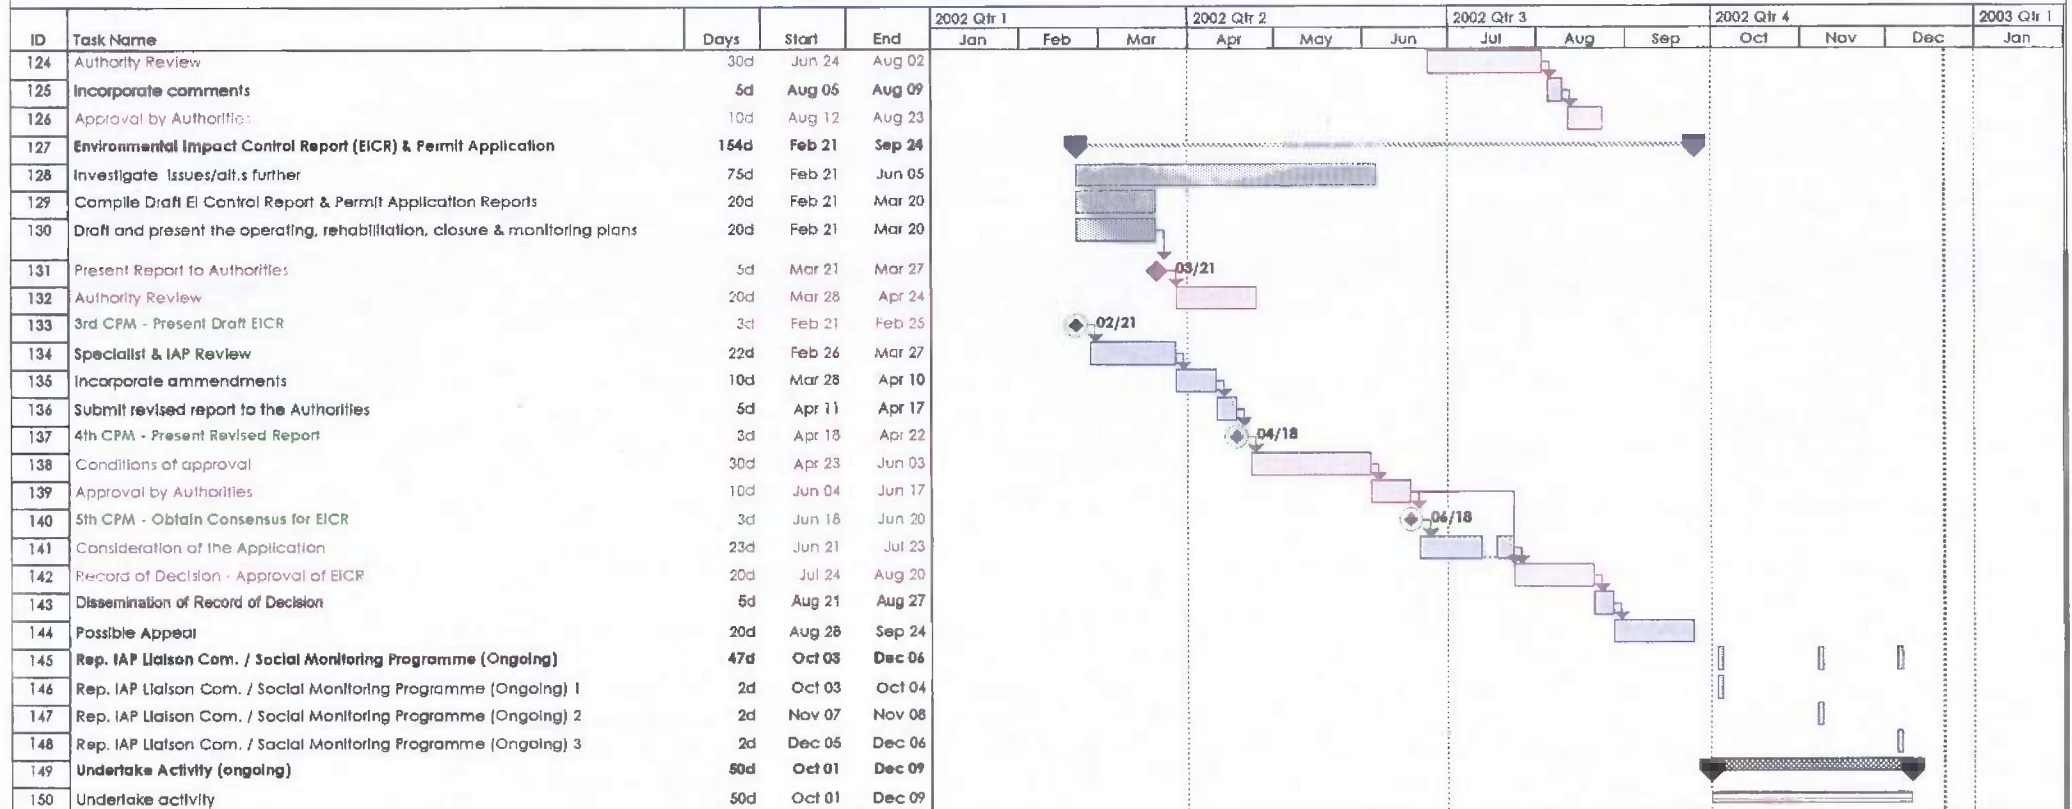 2002 Qtr 1 2002 Qtr 2 2002 Qtr 3 2002 Qtr 4 2003 Qtr 1
ID Task Name Days Start End Jan Feb Mar Apr May Jun Jul Aug Sep Oct Nov Dec Jan
124 Authority Review 30d Jun 24 Aug 02
125 Incorporate comments 5d Aug 05 Aug 09
126 Approval by Authorities 10d Aug 12 Aug 23
127 Environmental Impact Control Report (EICR) & Permit Application 154d Feb 21 Sep 24
128 Investigate Issues/alt.s further 75d Feb 21 Jun 05
129 Compile Draft EI Control Report & Permit Application Reports 20d Feb 21 Mar 20
130 Draft and present the operating, rehabilitation, closure & monitoring plans 20d Feb 21 Mar 20
131 Present Report to Authorities 5d Mar 21 Mar 27 03/21
132 Authority Review 20d Mar 28 Apr 24
133 3rd CPM - Present Draft EICR 3d Feb 21 Feb 25 02/21
134 Specialist & IAP Review 22d Feb 26 Mar 27
135 Incorporate ammendments 10d Mar 28 Apr 10
136 Submit revised report to the Authorities 5d Apr 11 Apr 17
137 4th CPM - Present Revised Report 3d Apr 18 Apr 22 04/18
138 Conditions of approval 30d Apr 23 Jun 03
139 Approval by Authorities 10d Jun 04 Jun 17
140 5th CPM - Obtain Consensus for EICR 3d Jun 18 Jun 20 06/18
141 Consideration of the Application 23d Jun 21 Jul 23
142 Record of Decision - Approval of EICR 20d Jul 24 Aug 20
143 Dissemination of Record of Decision 5d Aug 21 Aug 27
144 Possible Appeal 20d Aug 28 Sep 24
145 Rep. IAP Liaison Com. / Social Monitoring Programme (Ongoing) 47d Oct 03 Dec 06
146 Rep. IAP Liaison Com. / Social Monitoring Programme (Ongoing) 1 2d Oct 03 Oct 04
147 Rep. IAP Liaison Com. / Social Monitoring Programme (Ongoing) 2 2d Nov 07 Nov 08
148 Rep. IAP Liaison Com. / Social Monitoring Programme (Ongoing) 3 2d Dec 05 Dec 06
149 Undertake Activity (ongoing) 50d Oct 01 Dec 09
150 Undertake activity 50d Oct 01 Dec 09